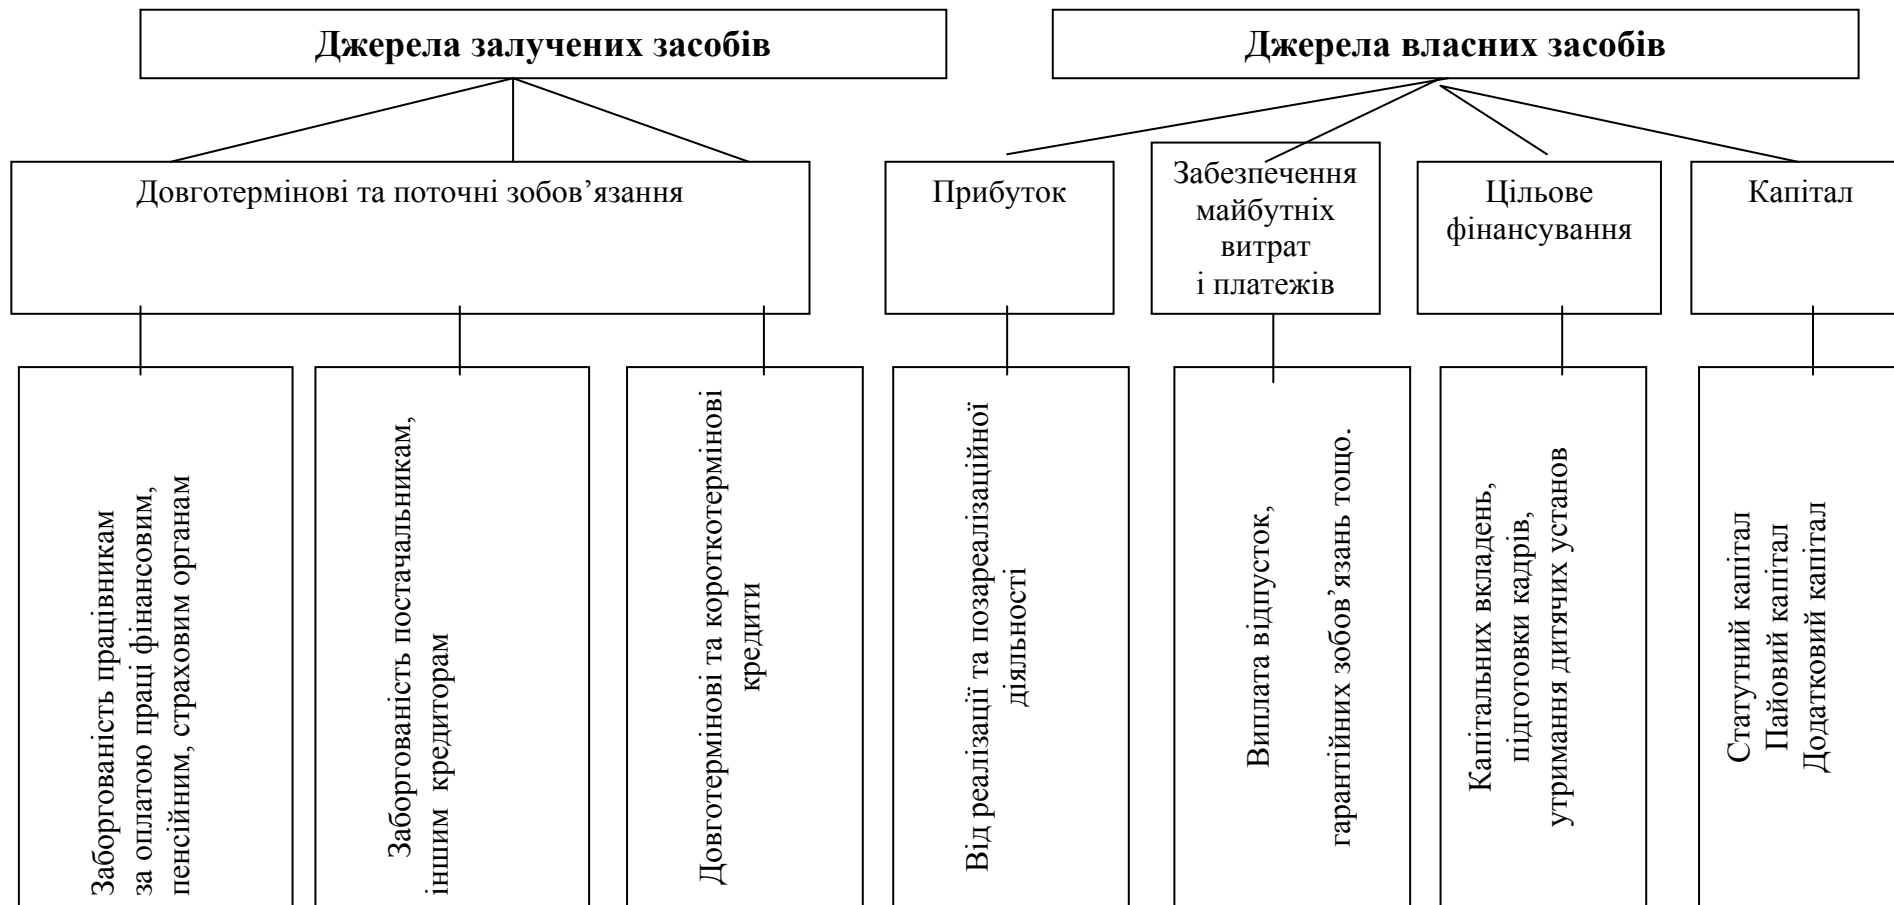 Джерела залучених засобів
Джерела власних засобів
Довготермінові та поточні зобов’язання
Прибуток
Забезпечення
майбутніх
витрат
і платежів
Цільове
фінансування
Капітал
Заборгованість працівникам
за оплатою праці фінансовим,
пенсійним, страховим органам
Заборгованість постачальникам,
іншим кредиторам
Довготермінові та короткотермінові
кредити
Від реалізації та позареалізаційної
діяльності
Виплата відпусток,
гарантійних зобов’язань тощо.
Капітальних вкладень,
підготовки кадрів,
утримання дитячих установ
Статутний капітал
Пайовий капітал
Додатковий капітал